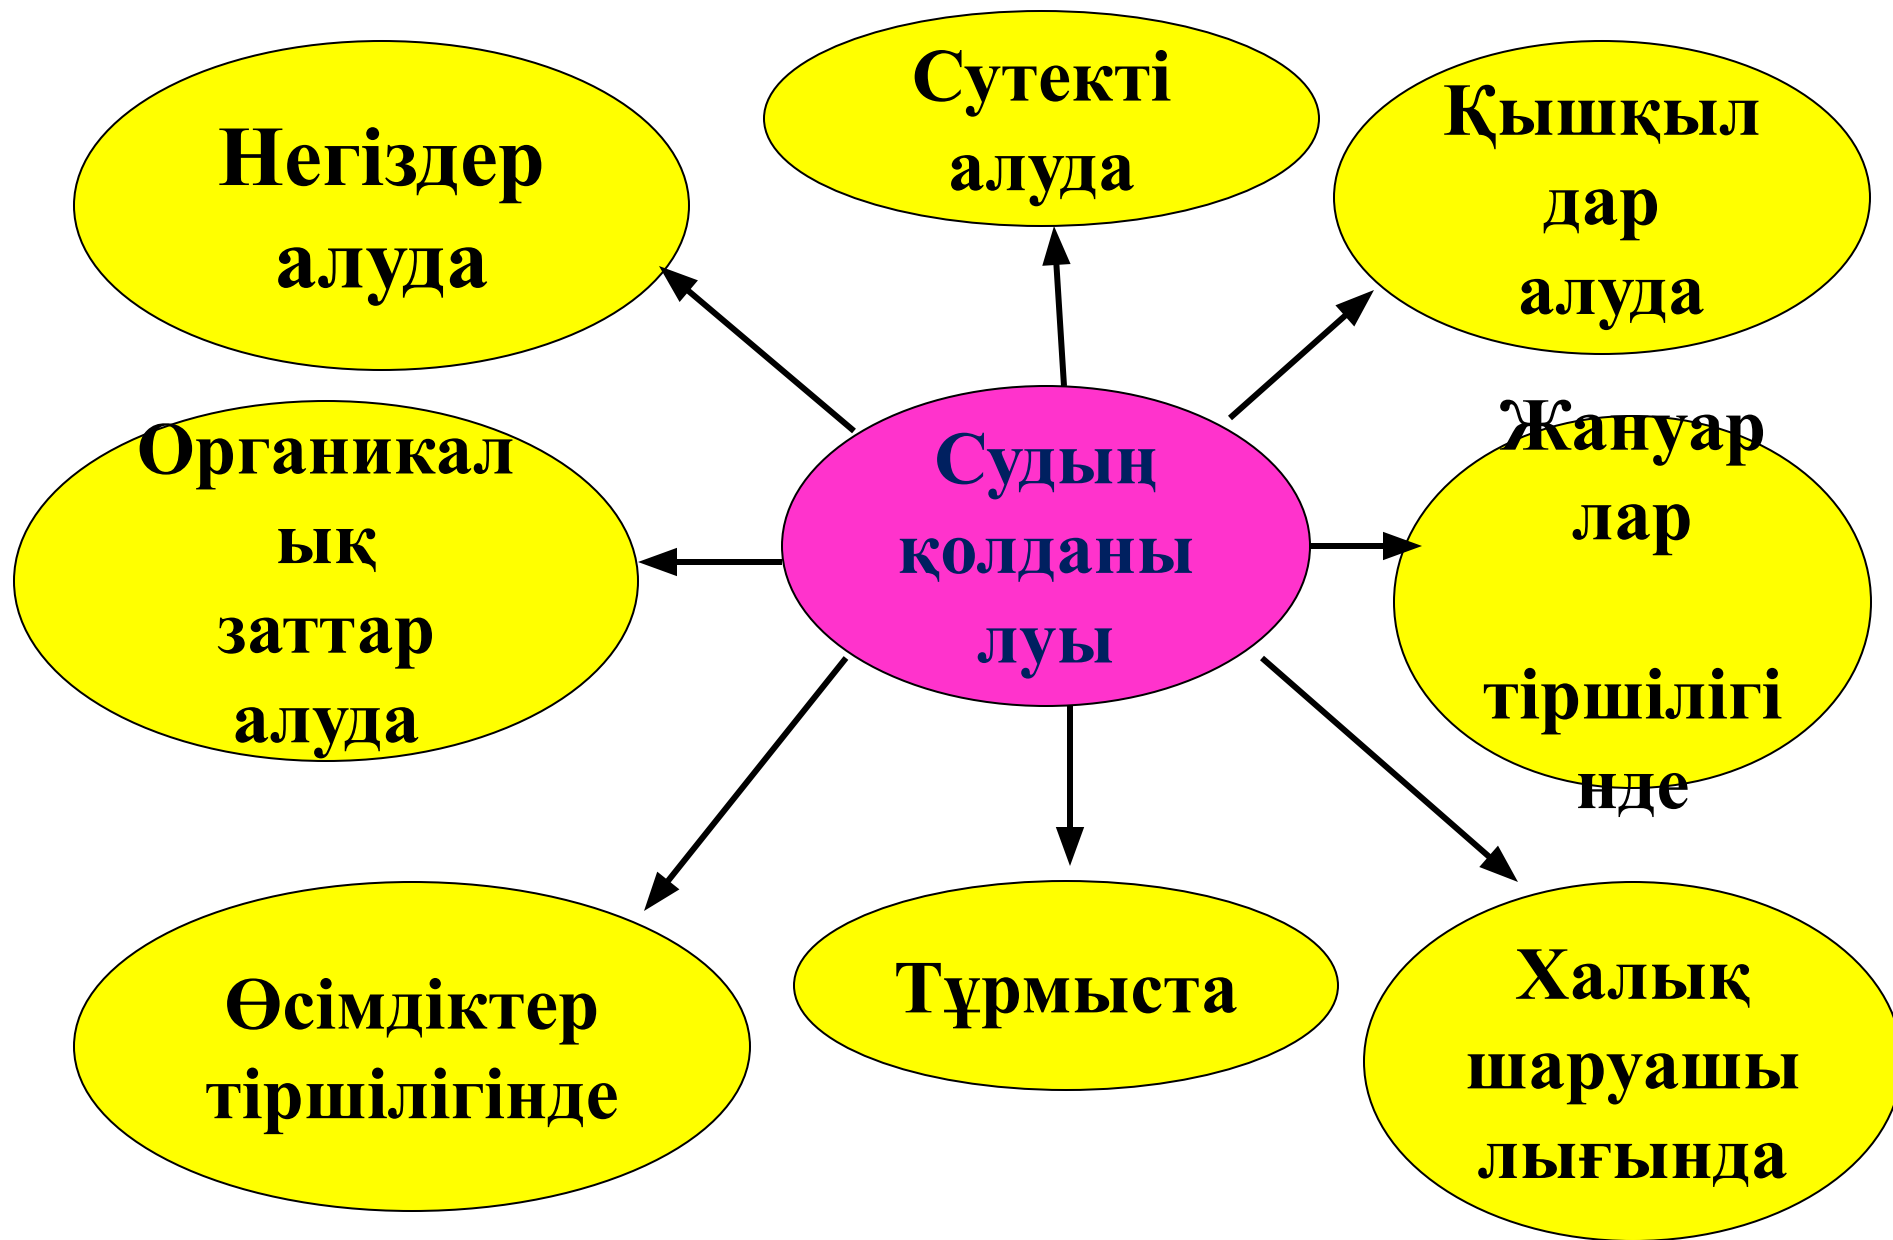 Негіздер
алуда
Сутекті
алуда
Қышқыл
дар
алуда
Органикал
ық
заттар
алуда
Судың
қолданы
луы
Жануар
лар
тіршілігі
нде
Өсімдіктер
тіршілігінде
Тұрмыста
Халық
шаруашы
лығында